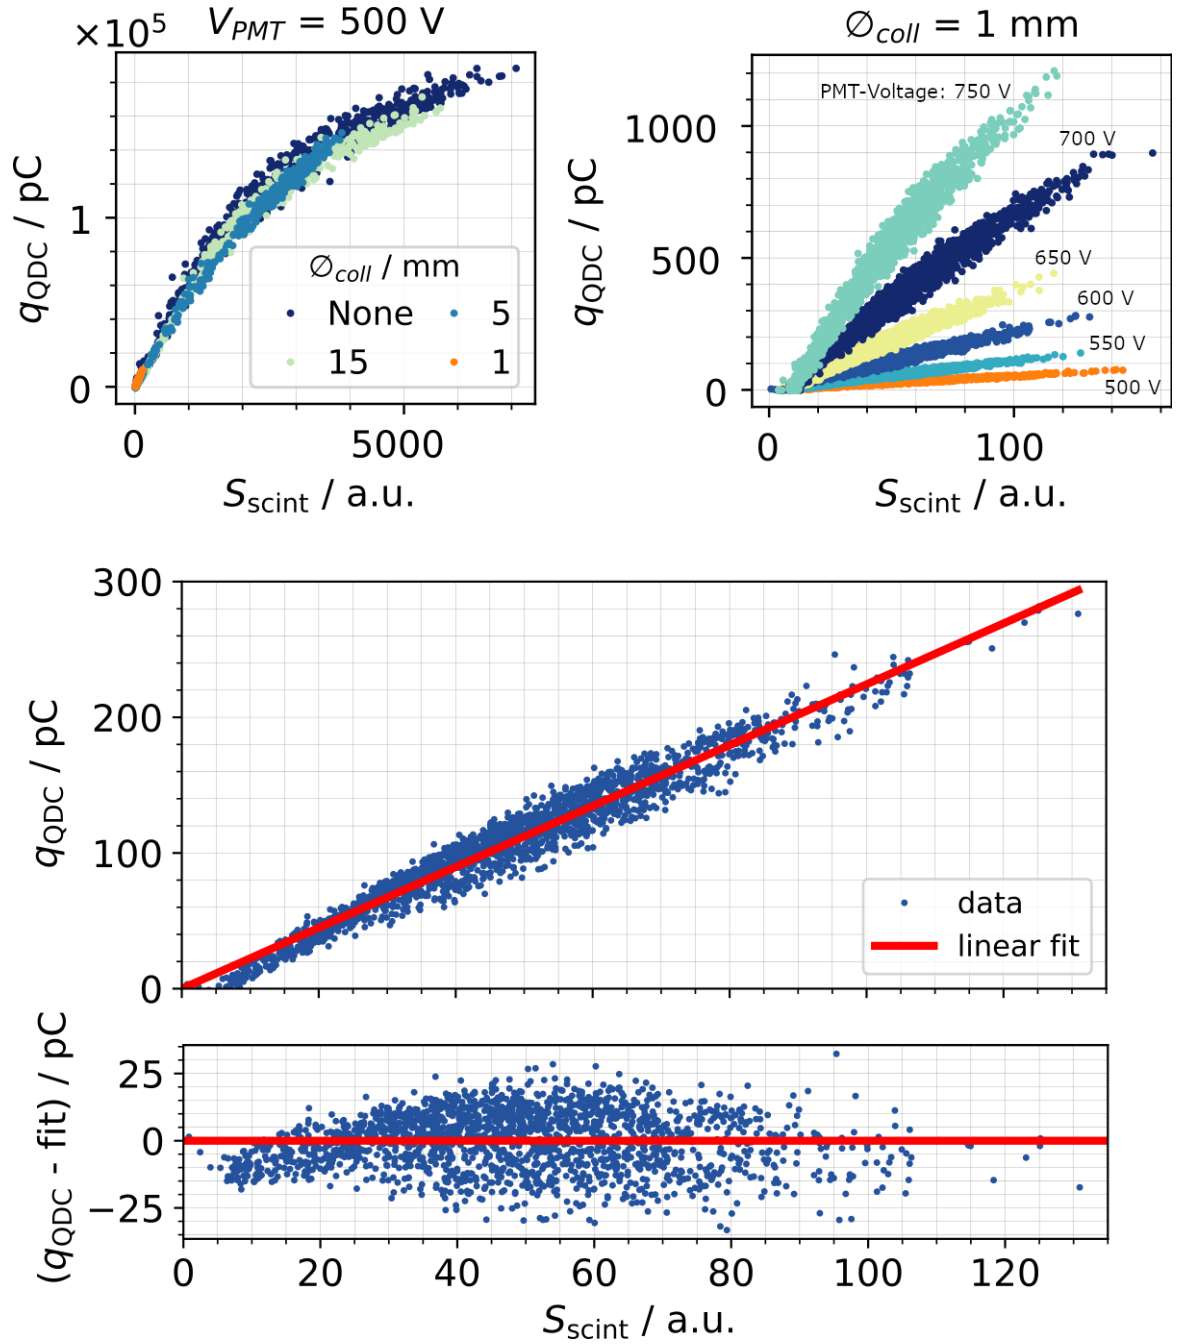 V_PMT = 500 V
×10⁵
q_QDC / pC
1
0
0 5000
S_scint / a.u.
∅_coll / mm
None 5
15 1
∅_coll = 1 mm
PMT-Voltage: 750 V
700 V
650 V
600 V
550 V
500 V
q_QDC / pC
1000
500
0
0 100
S_scint / a.u.
q_QDC / pC
300
200
100
0
data
linear fit
(q_QDC - fit) / pC
25
0
−25
0 20 40 60 80 100 120
S_scint / a.u.